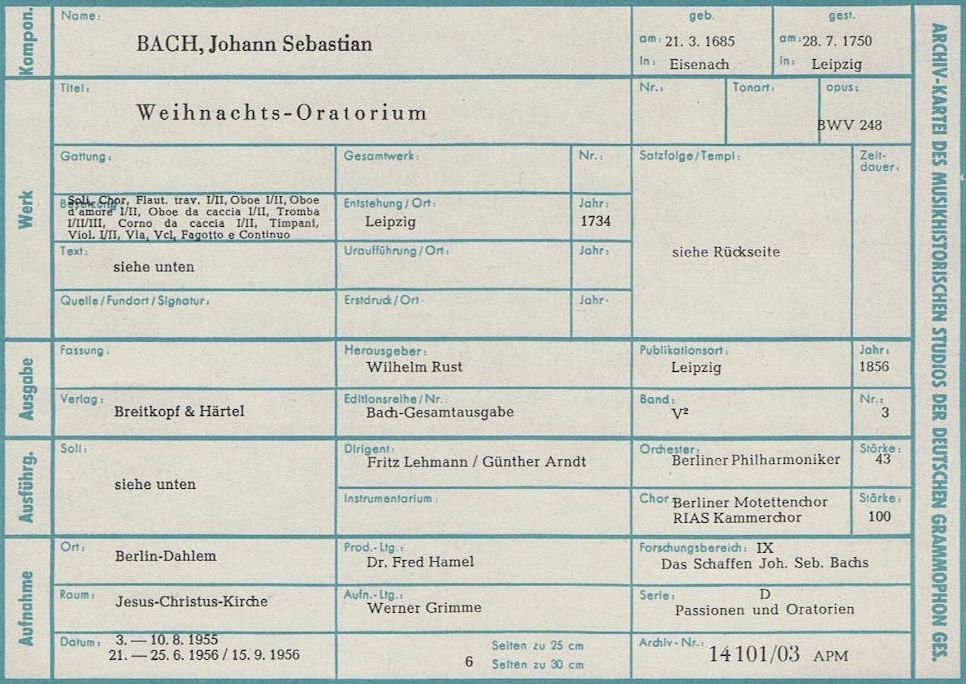 Kompon.
Name:
BACH, Johann Sebastian
geb.
am: 21. 3. 1685
in: Eisenach
gest.
am: 28. 7. 1750
in: Leipzig
Werk
Titel:
Weihnachts-Oratorium
Nr.:
Tonart:
opus:
BWV 248
Gattung:
Gesamtwerk:
Nr.:
Satzfolge/Tempi:
siehe Rückseite
Zeit-
dauer:
Besetzung:
Soli, Chor, Flaut. trav. I/II, Oboe I/II, Oboe
d'amore I/II, Oboe da caccia I/II, Tromba
I/II/III, Corno da caccia I/II, Timpani,
Viol. I/II, Vla, Vcl, Fagotto e Continuo
Entstehung/Ort:
Leipzig
Jahr:
1734
Text:
siehe unten
Uraufführung/Ort:
Jahr:
Quelle/Fundort/Signatur:
Erstdruck/Ort
Jahr
Ausgabe
Fassung:
Herausgeber:
Wilhelm Rust
Publikationsort:
Leipzig
Jahr:
1856
Verlag:
Breitkopf & Härtel
Editionsreihe/Nr.:
Bach-Gesamtausgabe
Band:
V²
Nr.:
3
Ausführg.
Soli:
siehe unten
Dirigent:
Fritz Lehmann / Günther Arndt
Orchester:
Berliner Philharmoniker
Stärke:
43
Instrumentarium:
Chor
Berliner Motettenchor
RIAS Kammerchor
Stärke:
100
Aufnahme
Ort:
Berlin-Dahlem
Prod.-Ltg.:
Dr. Fred Hamel
Forschungsbereich: IX
Das Schaffen Joh. Seb. Bachs
Raum:
Jesus-Christus-Kirche
Aufn.-Ltg.:
Werner Grimme
Serie: D
Passionen und Oratorien
Datum: 3. — 10. 8. 1955
21. — 25. 6. 1956 / 15. 9. 1956
Seiten zu 25 cm
6 Seiten zu 30 cm
Archiv-Nr.: 14 101/03 APM
ARCHIV-KARTEI DES MUSIKHISTORISCHEN STUDIOS DER DEUTSCHEN GRAMMOPHON GES.